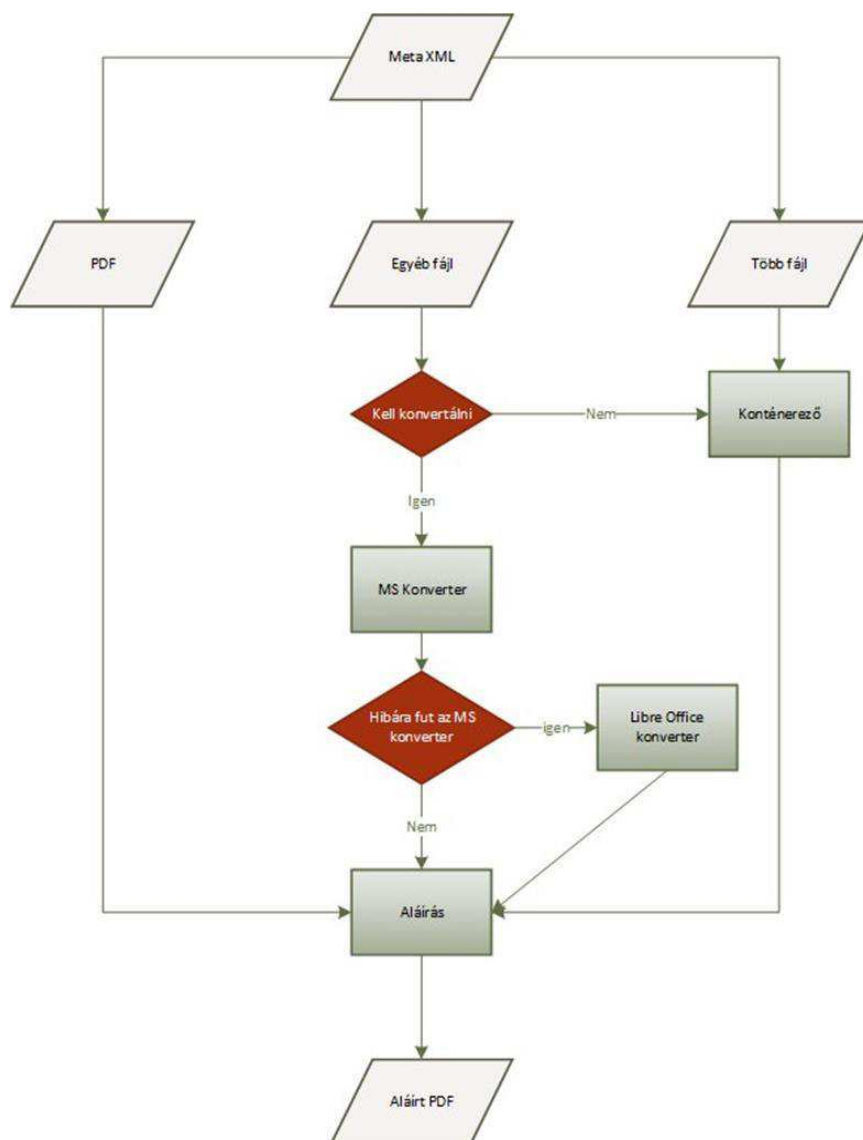 Meta XML
PDF
Egyéb fájl
Több fájl
Kell konvertálni
Nem
Konténerező
Igen
MS Konverter
Hibára fut az MS
konverter
igen
Libre Office
konverter
Nem
Aláírás
Aláírt PDF